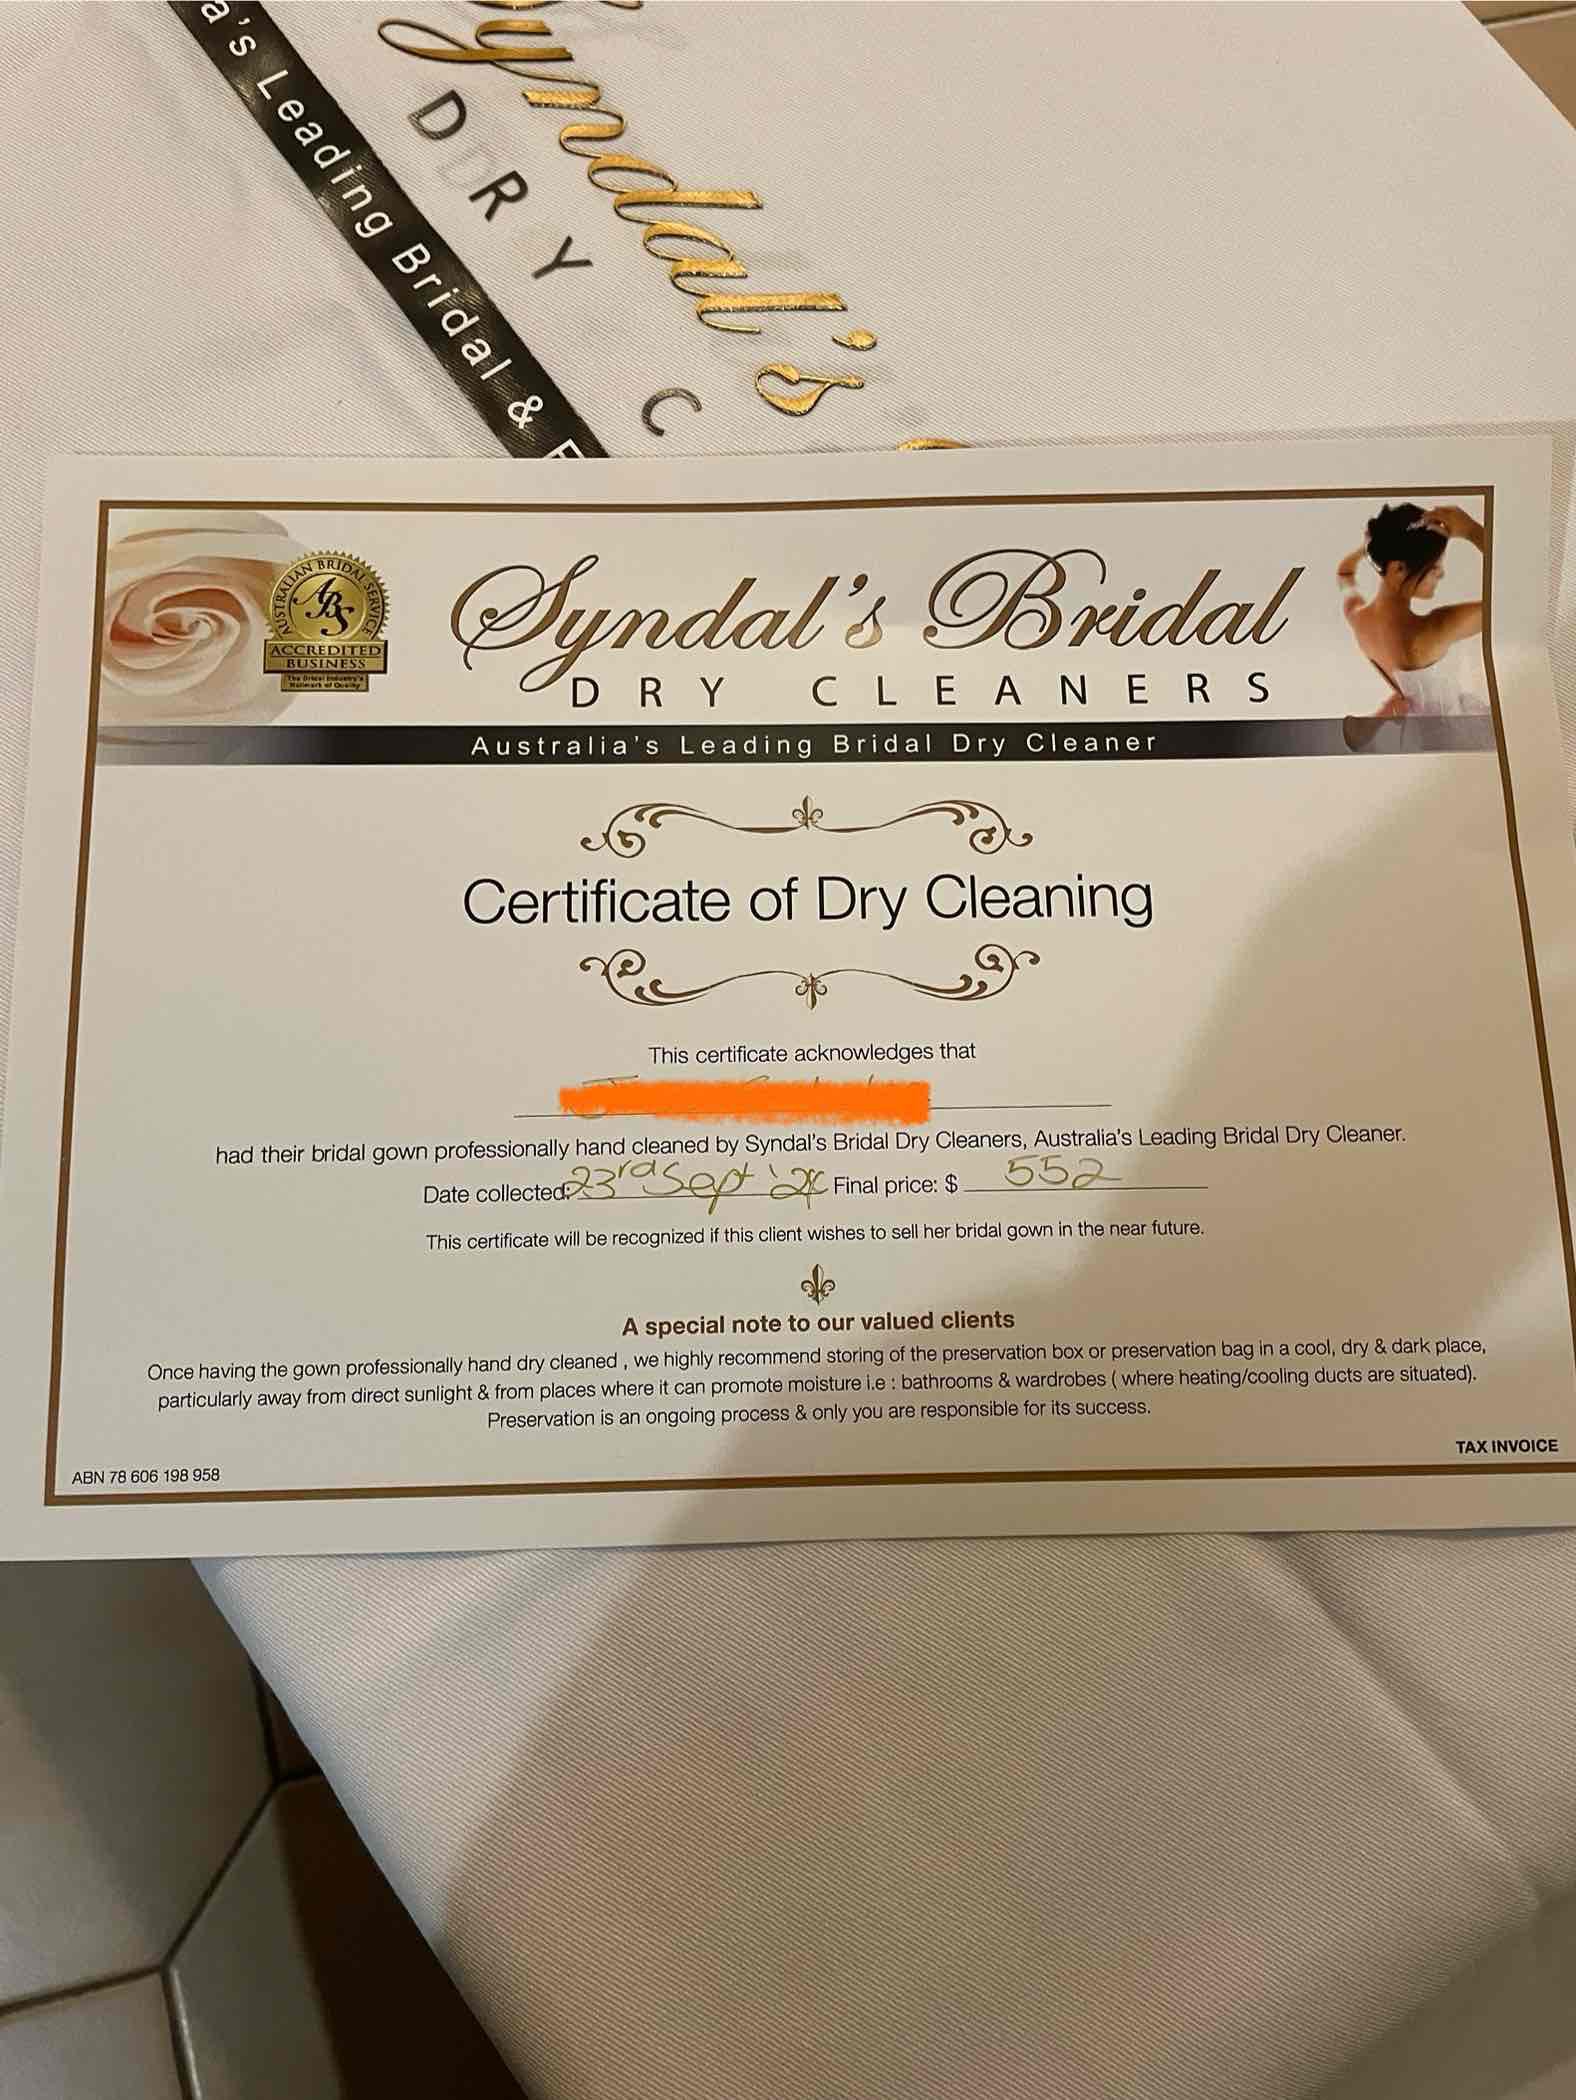 a's Leading Bridal &
DRY C
Syndal's
AUSTRALIAN BRIDAL SERVICE
ABS
ACCREDITED
BUSINESS
The Bridal Industry's
Hallmark of Quality
Syndal's Bridal
DRY CLEANERS
Australia's Leading Bridal Dry Cleaner
Certificate of Dry Cleaning
This certificate acknowledges that
had their bridal gown professionally hand cleaned by Syndal's Bridal Dry Cleaners, Australia's Leading Bridal Dry Cleaner.
Date collected: 23rd Sept Final price: $ 552
This certificate will be recognized if this client wishes to sell her bridal gown in the near future.
A special note to our valued clients
Once having the gown professionally hand dry cleaned , we highly recommend storing of the preservation box or preservation bag in a cool, dry & dark place,
particularly away from direct sunlight & from places where it can promote moisture i.e : bathrooms & wardrobes ( where heating/cooling ducts are situated).
Preservation is an ongoing process & only you are responsible for its success.
TAX INVOICE
ABN 78 606 198 958